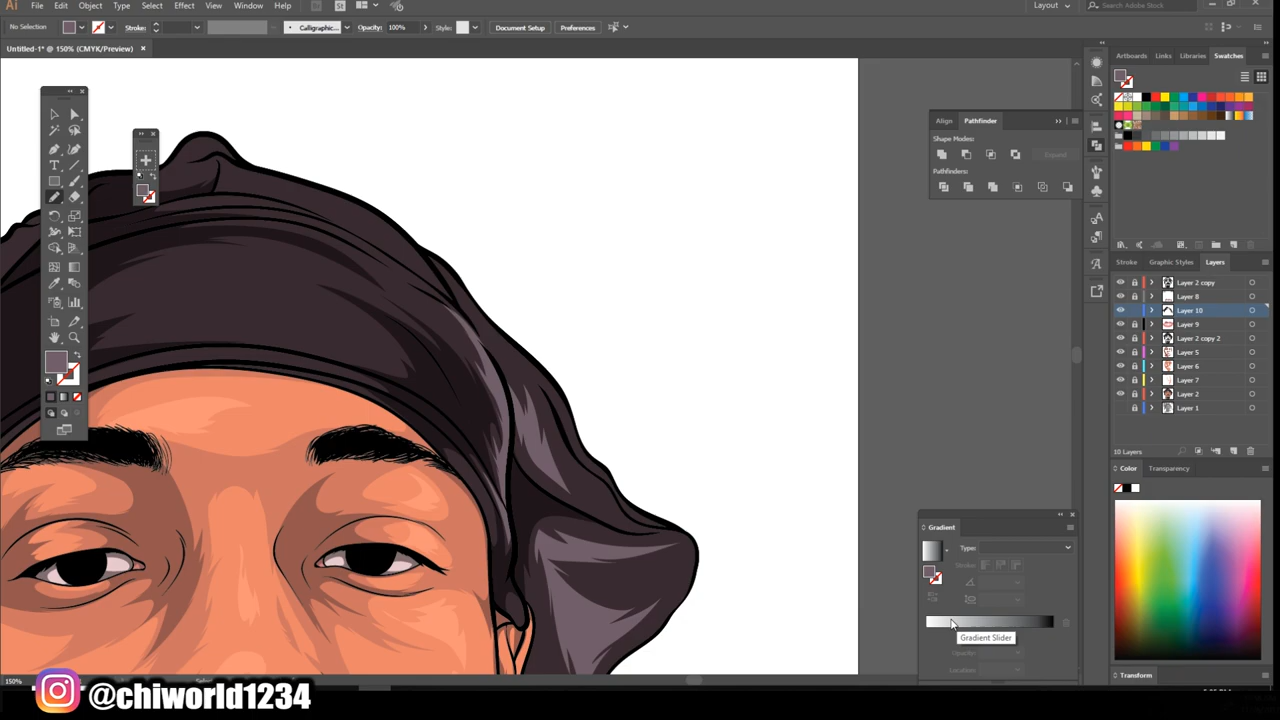 Ai File Edit Object Type Select Effect View Window Help Br St Layout Search Adobe Stock
No Selection Stroke: Calligraphic... Opacity: 100% Style: Document Setup Preferences
Untitled-1* @ 150% (CMYK/Preview)
Artboards Links Libraries Swatches
Align Pathfinder
Shape Modes:
Expand
Pathfinders:
Stroke Graphic Styles Layers
Layer 2 copy
Layer 8
Layer 10
Layer 9
Layer 2 copy 2
Layer 5
Layer 6
Layer 7
Layer 2
Layer 1
10 Layers
Color Transparency
Gradient
Type:
Stroke:
Gradient Slider
Opacity:
Location:
Transform
150%
@chiworld1234